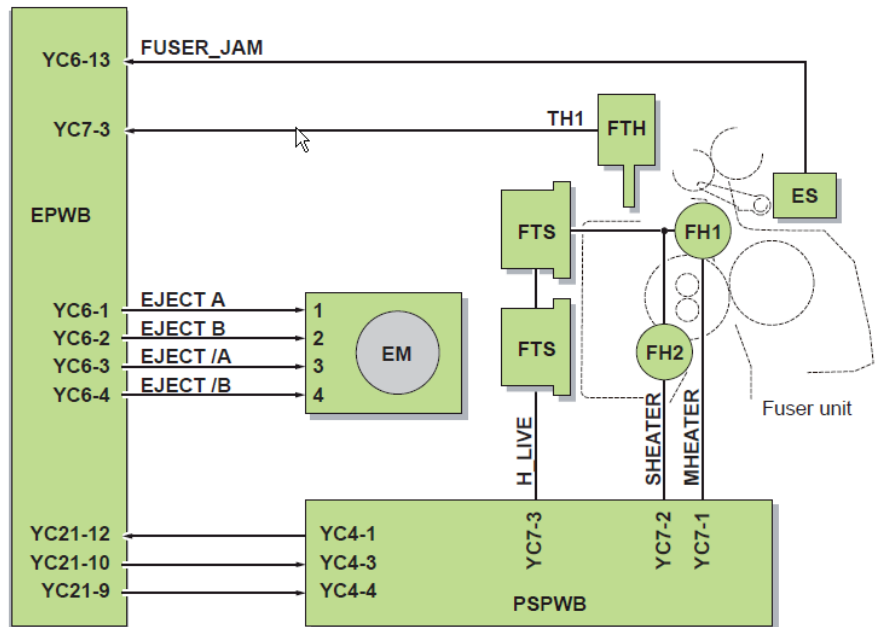 YC6-13 FUSER_JAM
YC7-3 TH1 FTH
ES
EPWB
FTS FH1
YC6-1 EJECT A 1
YC6-2 EJECT B 2
YC6-3 EJECT /A 3
YC6-4 EJECT /B 4
EM
FTS FH2
Fuser unit
H_LIVE
SHEATER
MHEATER
YC21-12 YC4-1
YC21-10 YC4-3
YC21-9 YC4-4
YC7-3
YC7-2
YC7-1
PSPWB